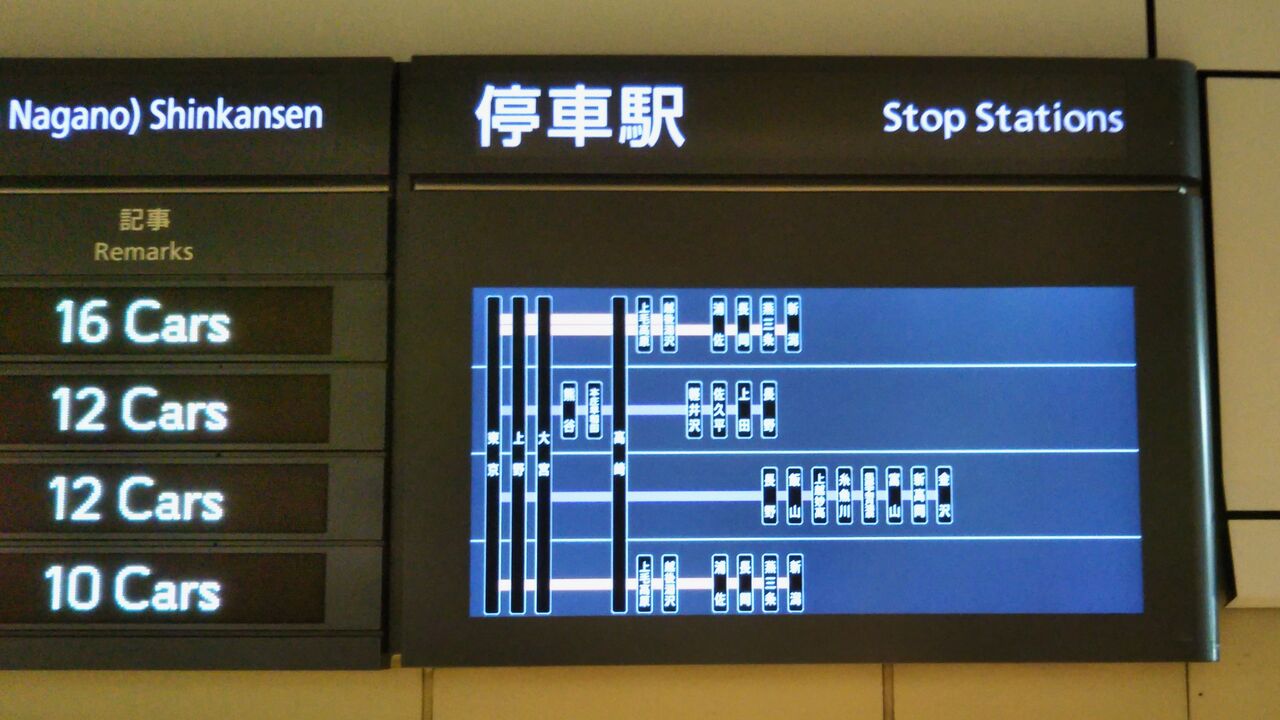 Nagano) Shinkansen
停車駅 Stop Stations
記事
Remarks
16 Cars
12 Cars
12 Cars
10 Cars
東京
上野
大宮
高崎
上毛高原
越後湯沢
浦佐
長岡
燕三条
新潟
熊谷
本庄早稲田
軽井沢
佐久平
上田
長野
長野
飯山
上越妙高
糸魚川
黒部宇奈月温泉
富山
新高岡
金沢
上毛高原
越後湯沢
浦佐
長岡
燕三条
新潟